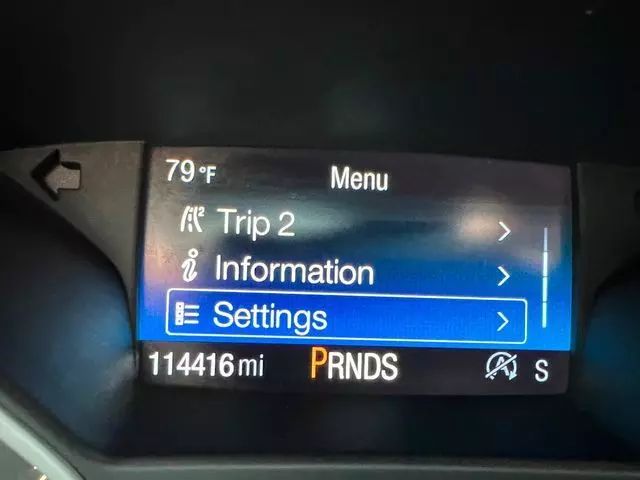 79°F
Menu
Trip 2
Information
Settings
114416 mi PRNDS A S